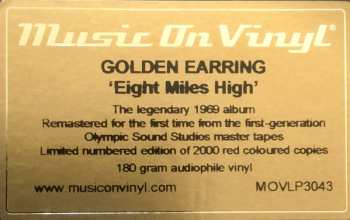 Music On Vinyl®
GOLDEN EARRING
'Eight Miles High'
The legendary 1969 album
Remastered for the first time from the first-generation
Olympic Sound Studios master tapes
Limited numbered edition of 2000 red coloured copies
180 gram audiophile vinyl
www.musiconvinyl.com MOVLP3043